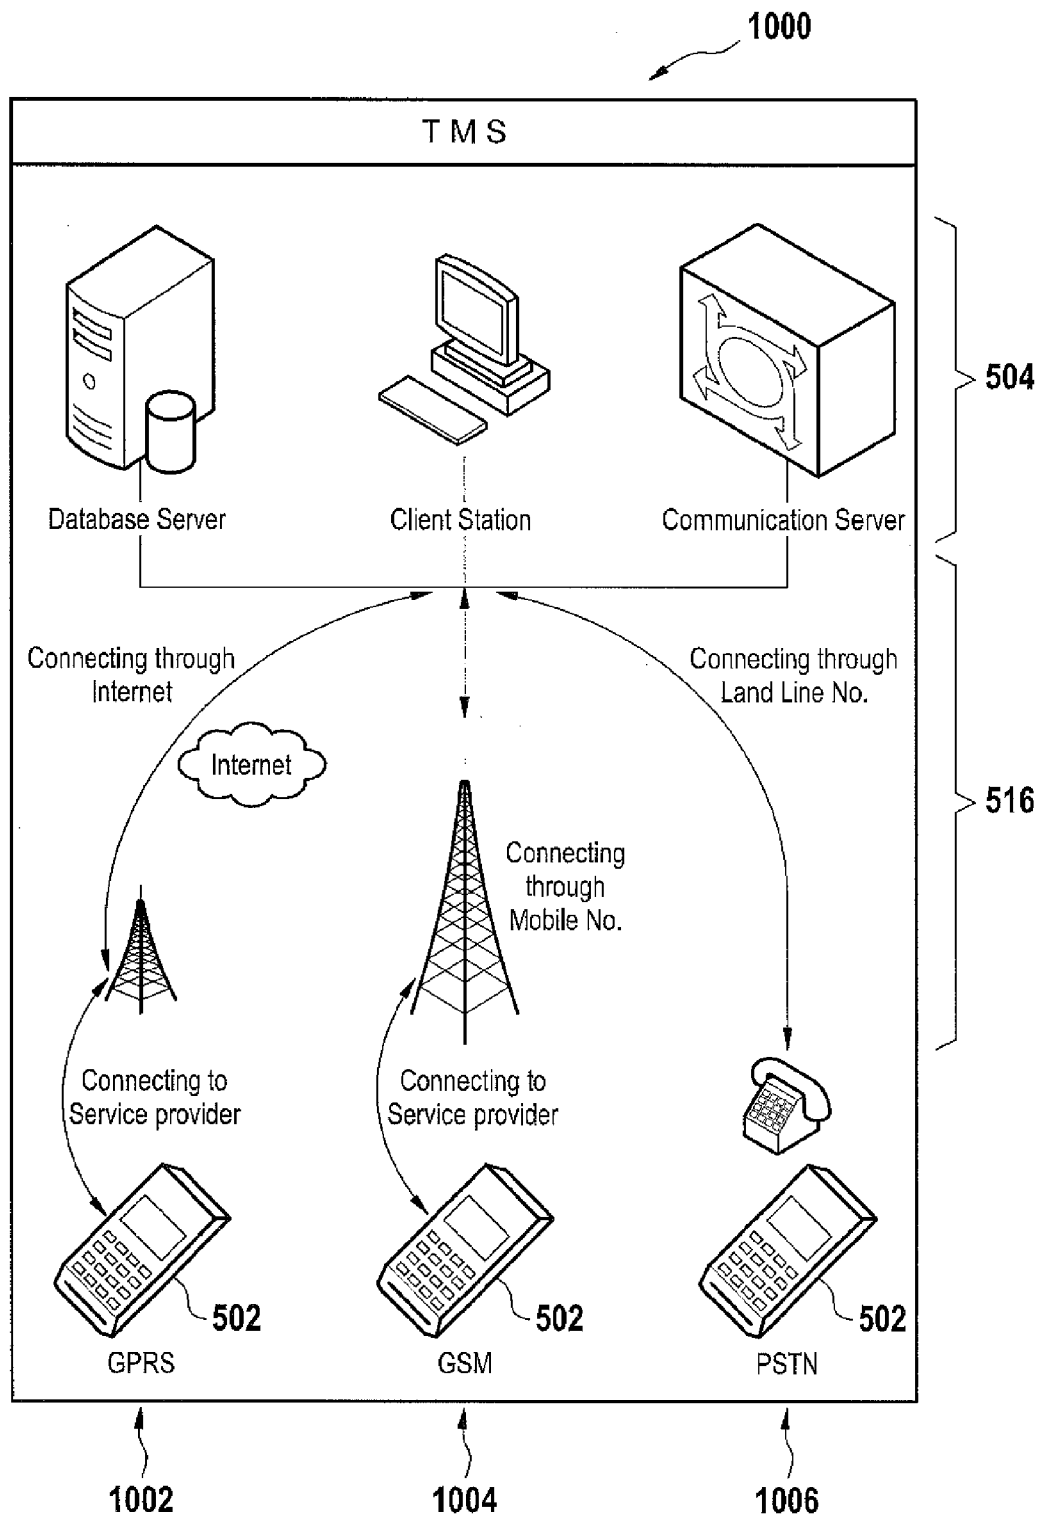 1000
TMS
504
Database Server
Client Station
Communication Server
Connecting through
Internet
Connecting through
Land Line No.
Internet
516
Connecting
through
Mobile No.
Connecting to
Service provider
Connecting to
Service provider
502
502
502
GPRS
GSM
PSTN
1002
1004
1006